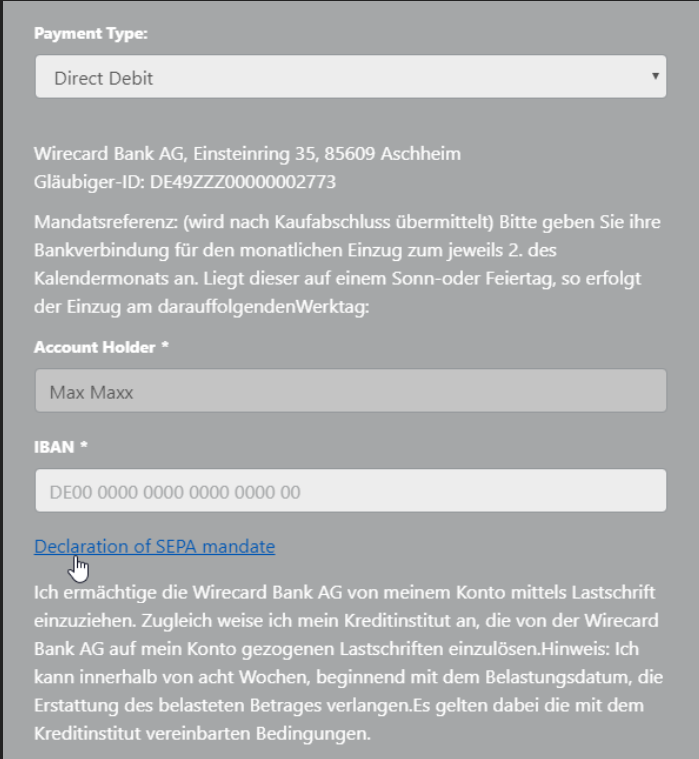 Payment Type:
Direct Debit
Wirecard Bank AG, Einsteinring 35, 85609 Aschheim
Gläubiger-ID: DE49ZZZ00000002773
Mandatsreferenz: (wird nach Kaufabschluss übermittelt) Bitte geben Sie ihre
Bankverbindung für den monatlichen Einzug zum jeweils 2. des
Kalendermonats an. Liegt dieser auf einem Sonn-oder Feiertag, so erfolgt
der Einzug am darauffolgendenWerktag:
Account Holder *
Max Maxx
IBAN *
DE00 0000 0000 0000 0000 00
Declaration of SEPA mandate
Ich ermächtige die Wirecard Bank AG von meinem Konto mittels Lastschrift
einzuziehen. Zugleich weise ich mein Kreditinstitut an, die von der Wirecard
Bank AG auf mein Konto gezogenen Lastschriften einzulösen.Hinweis: Ich
kann innerhalb von acht Wochen, beginnend mit dem Belastungsdatum, die
Erstattung des belasteten Betrages verlangen.Es gelten dabei die mit dem
Kreditinstitut vereinbarten Bedingungen.